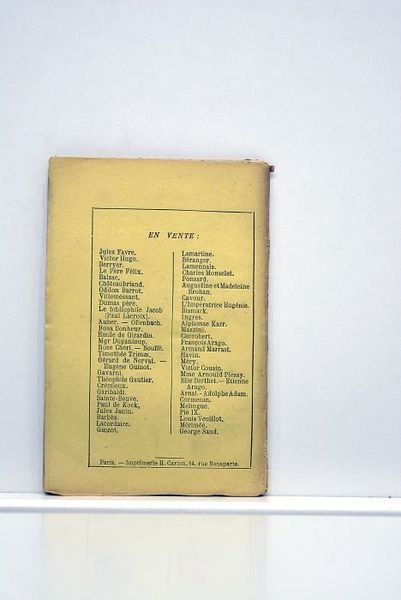 EN VENTE :
Jules Favre.
Victor Hugo.
Berryer.
Le Père Félix.
Balzac.
Châteaubriand.
Odilon Barrot.
Villemessant.
Dumas père.
Le bibliophile Jacob
(Paul Lacroix).
Auber. — Offenbach.
Rosa Bonheur.
Emile de Girardin.
Mgr Dupanloup.
Rose Chéri. — Bouffé.
Timothée Trimm.
Gérard de Nerval. —
Eugène Guinot.
Gavarni.
Théophile Gautier.
Crémieux.
Garibaldi.
Sainte-Beuve.
Paul de Kock.
Jules Janin.
Barbès.
Lacordaire.
Guizot.
Lamartine.
Béranger.
Lamennais.
Charles Monselet.
Ponsard.
Augustine et Madeleine
Brohan.
Cavour.
L'Impératrice Eugénie.
Bismark.
Ingres.
Alphonse Karr.
Mazzini.
Canrobert.
François Arago.
Armand Marrast.
Havin.
Méry.
Victor Cousin.
Mme Arnould Plessy.
Elie Berthet. — Etienne
Arago.
Arnal. - Adolphe Adam.
Cormenin.
Mélingue.
Pie IX.
Louis Veuillot.
Mérimée.
George Sand.
Paris. — Imprimerie H. Carion, 64, rue Bonaparte.